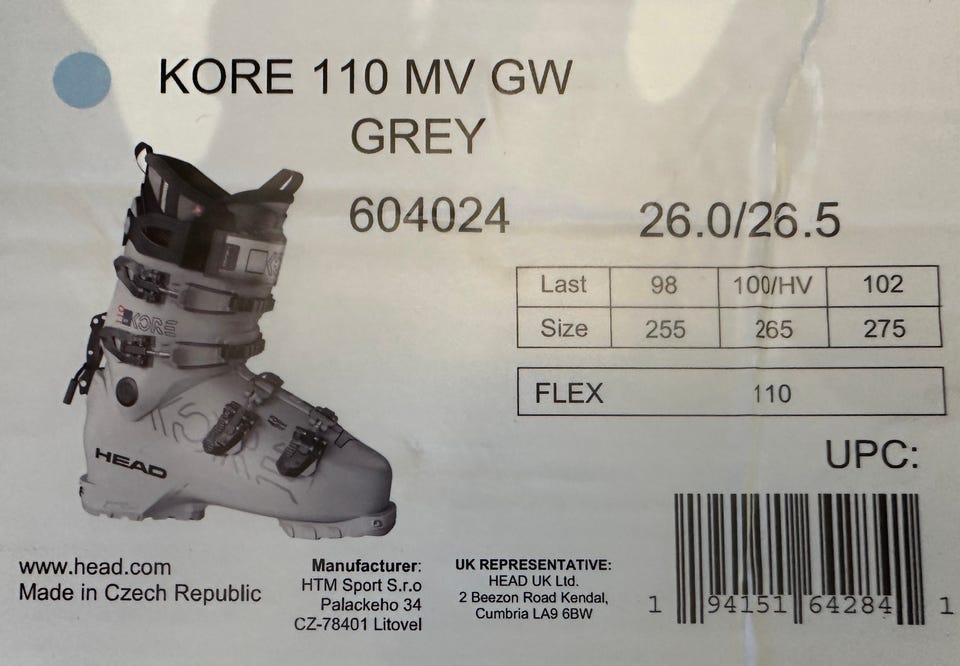 KORE 110 MV GW
GREY
604024 26.0/26.5
Last 98 100/HV 102
Size 255 265 275
FLEX 110
110 KORE
HEAD
UPC:
1 94151 64284 1
www.head.com
Made in Czech Republic
Manufacturer:
HTM Sport S.r.o
Palackeho 34
CZ-78401 Litovel
UK REPRESENTATIVE:
HEAD UK Ltd.
2 Beezon Road Kendal,
Cumbria LA9 6BW